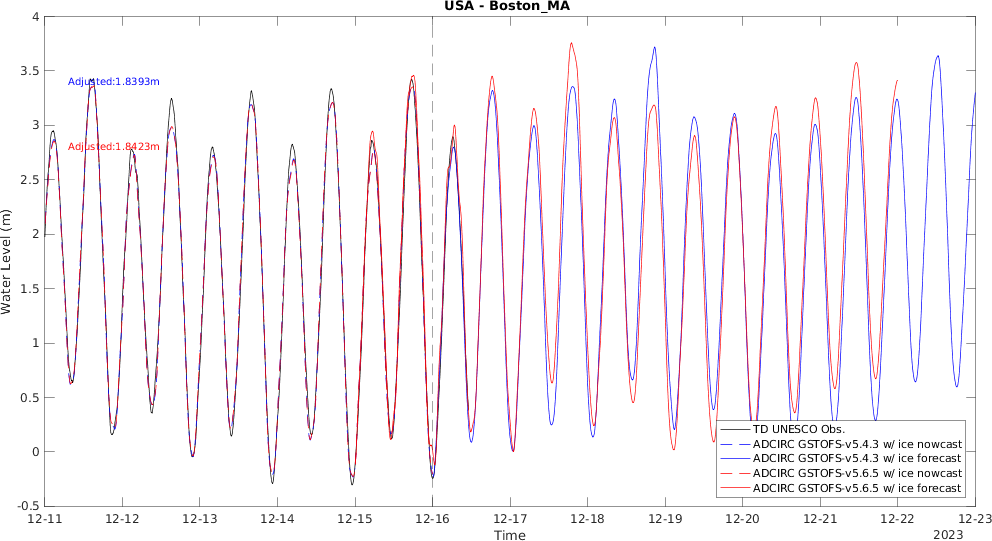 USA - Boston_MA
4
3.5
3
2.5
2
1.5
1
0.5
0
-0.5
Water Level (m)
Adjusted:1.8393m
Adjusted:1.8423m
TD UNESCO Obs.
ADCIRC GSTOFS-v5.4.3 w/ ice nowcast
ADCIRC GSTOFS-v5.4.3 w/ ice forecast
ADCIRC GSTOFS-v5.6.5 w/ ice nowcast
ADCIRC GSTOFS-v5.6.5 w/ ice forecast
12-11 12-12 12-13 12-14 12-15 12-16 12-17 12-18 12-19 12-20 12-21 12-22 12-23
Time
2023